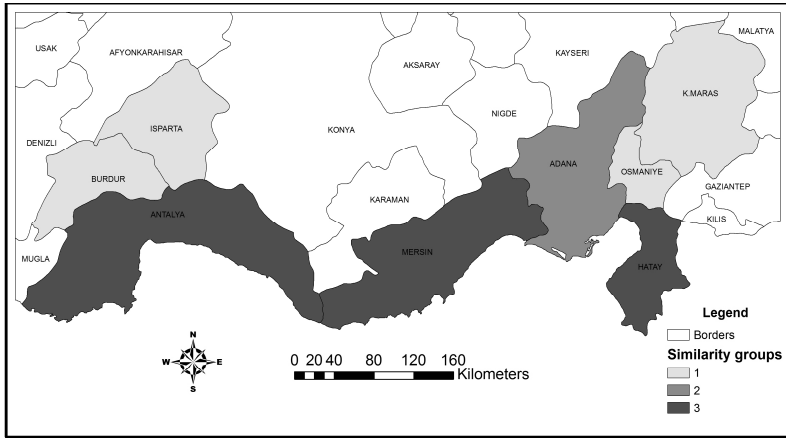 USAK
AFYONKARAHISAR
AKSARAY
KAYSERI
MALATYA
K.MARAS
NIGDE
ISPARTA
KONYA
DENIZLI
ADANA
OSMANIYE
BURDUR
GAZIANTEP
KARAMAN
ANTALYA
KILIS
MERSIN
MUGLA
HATAY
Legend
Borders
Similarity groups
1
2
3
N
W E
S
0 20 40 80 120 160
Kilometers